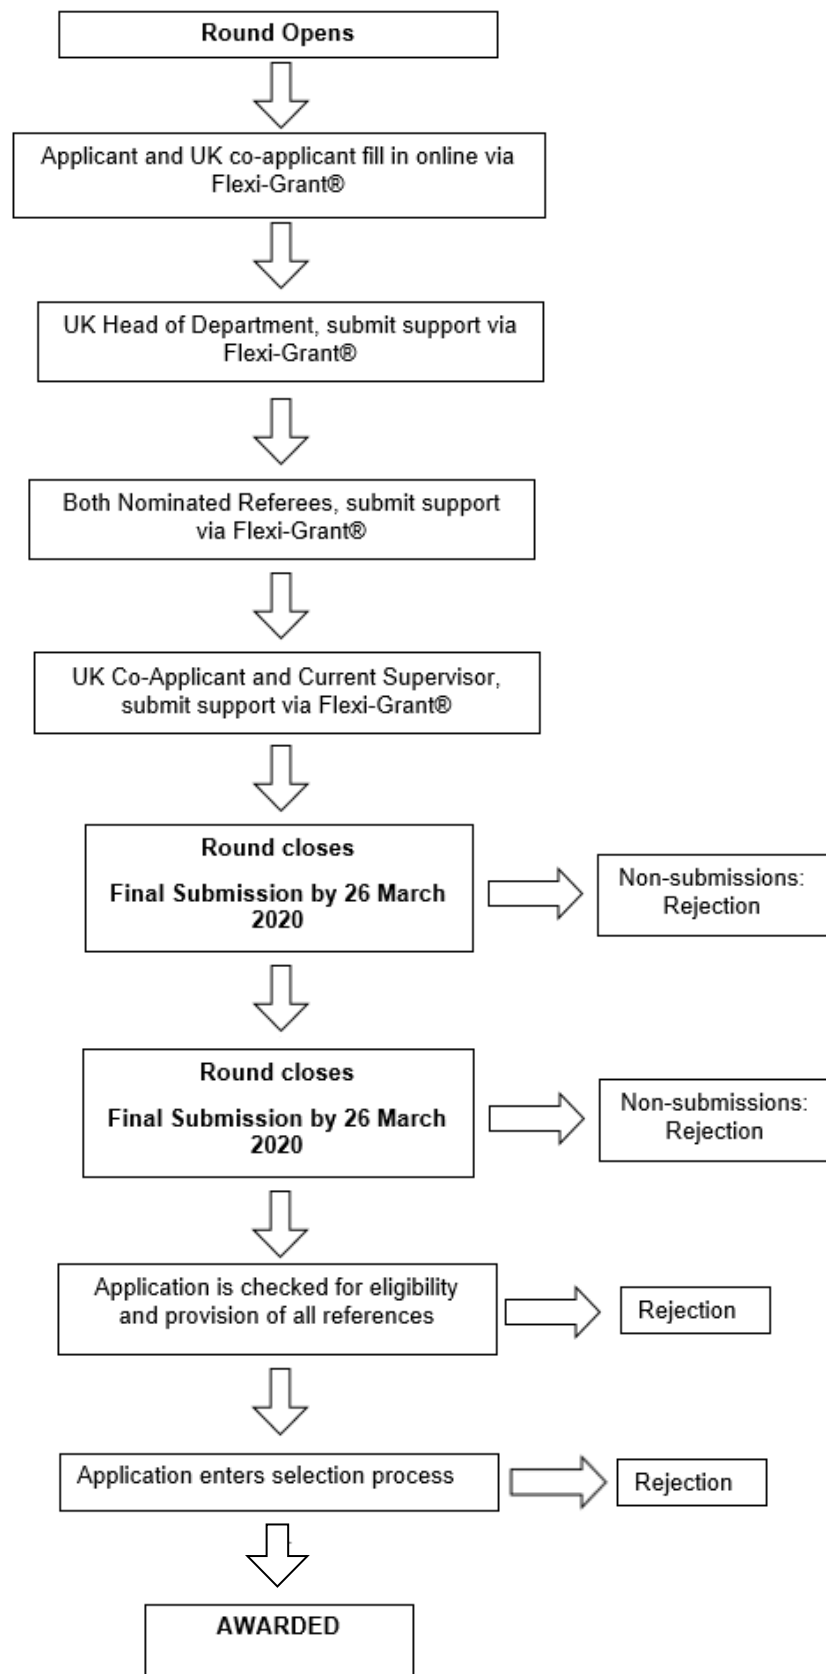 Round Opens
Applicant and UK co-applicant fill in online via
Flexi-Grant®
UK Head of Department, submit support via
Flexi-Grant®
Both Nominated Referees, submit support
via Flexi-Grant®
UK Co-Applicant and Current Supervisor,
submit support via Flexi-Grant®
Round closes
Final Submission by 26 March
2020
Non-submissions:
Rejection
Round closes
Final Submission by 26 March
2020
Non-submissions:
Rejection
Application is checked for eligibility
and provision of all references
Rejection
Application enters selection process
Rejection
AWARDED